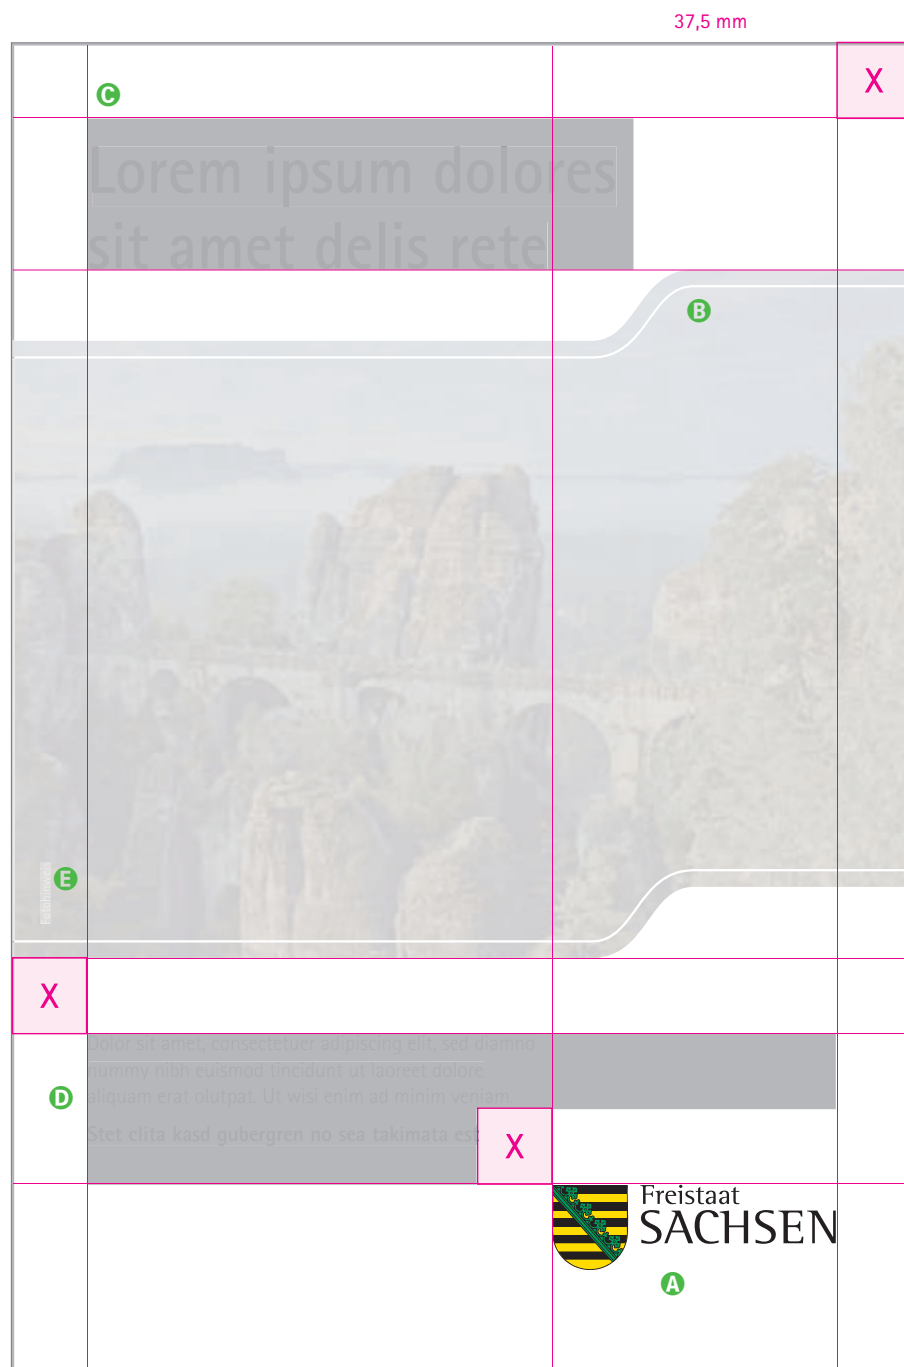 37,5 mm
X
C
Lorem ipsum dolores
sit amet delis rete
B
E
Fotohinweis
X
Dolor sit amet, consectetuer adipiscing elit, sed diamno
nummy nibh euismod tincidunt ut laoreet dolore
aliquam erat olutpat. Ut wisi enim ad minim veniam.
D
Stet clita kasd gubergren no sea takimata est
X
Freistaat
SACHSEN
A